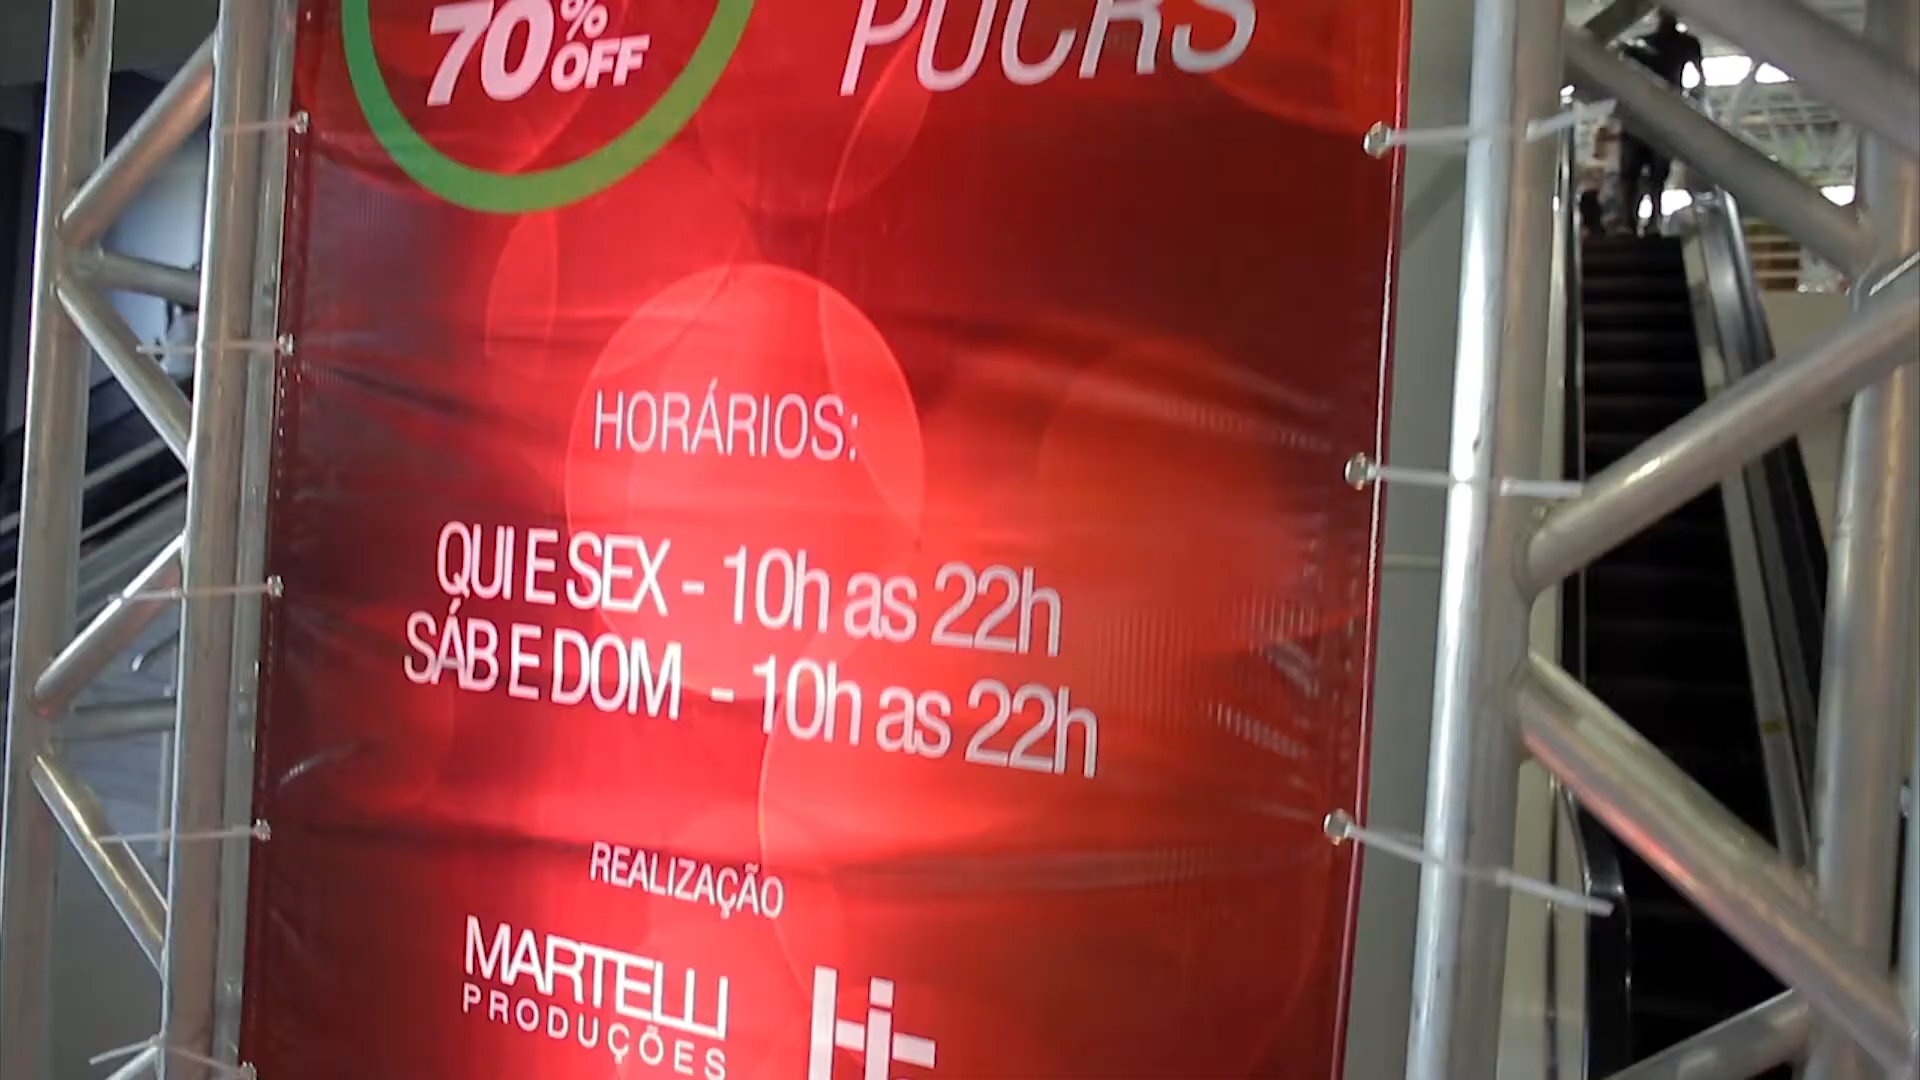 70% OFF
PUCRS
HORÁRIOS:
QUI E SEX - 10h as 22h
SÁB E DOM - 10h as 22h
REALIZAÇÃO
MARTELLI
PRODUÇÕES